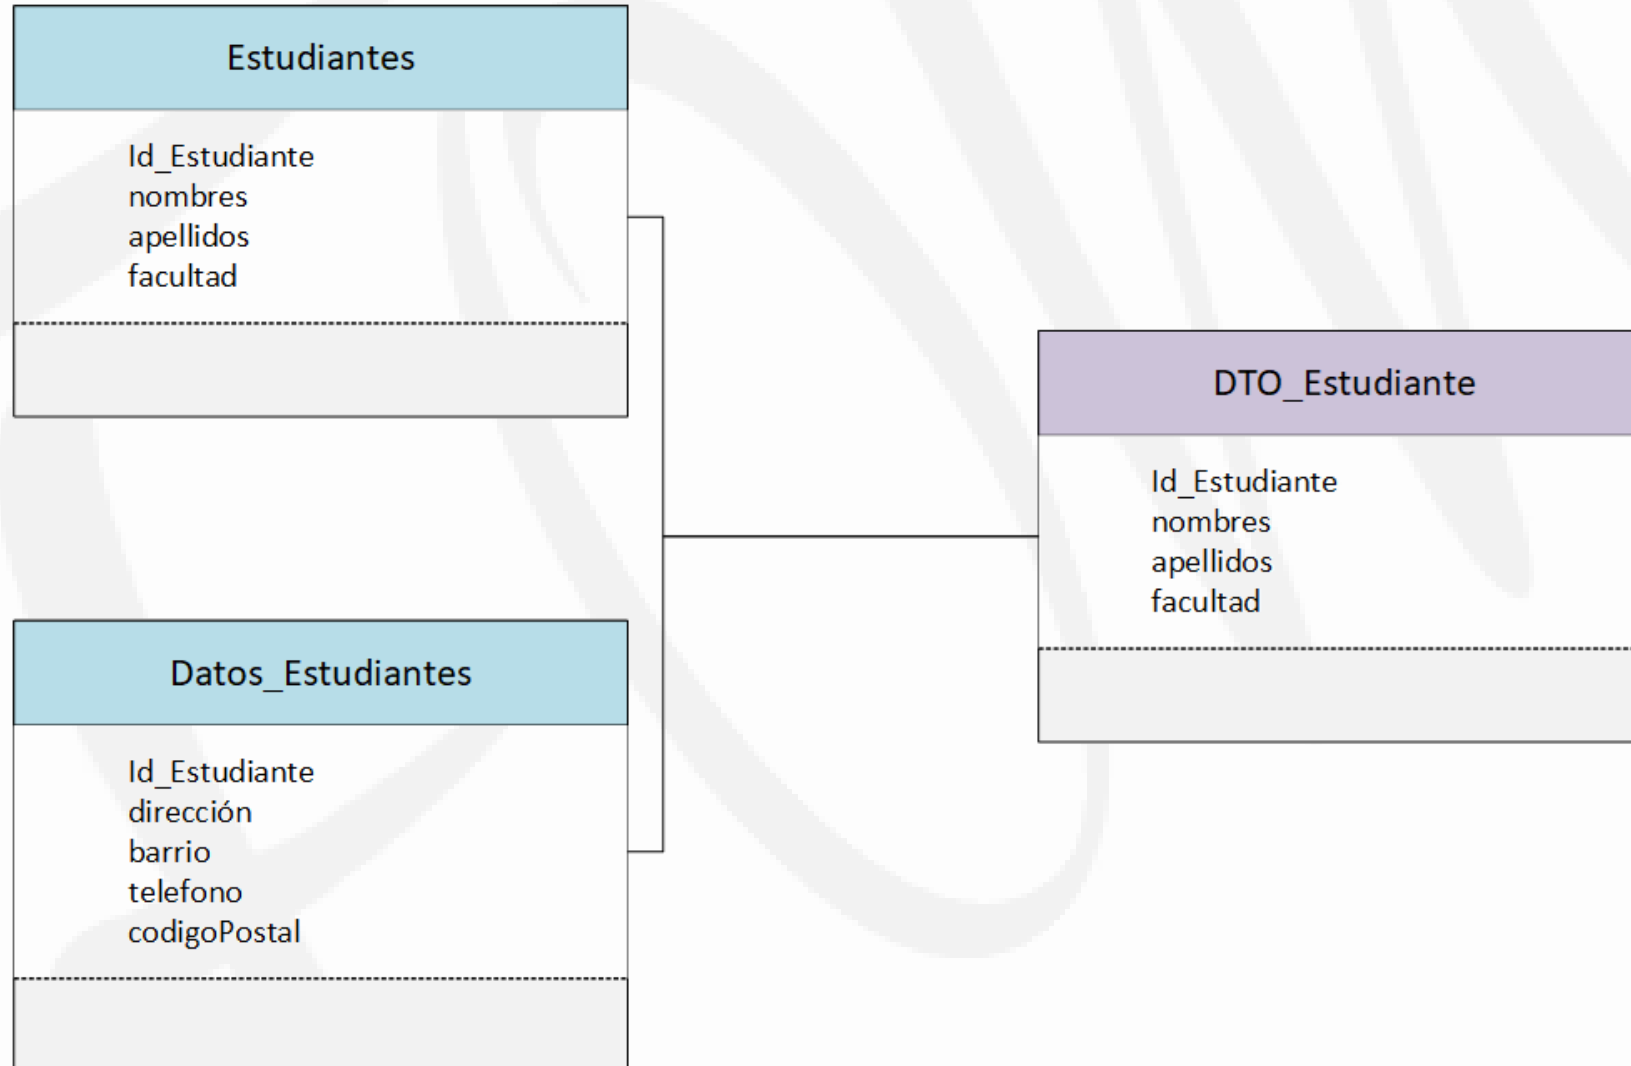 Estudiantes
Id_Estudiante
nombres
apellidos
facultad
Datos_Estudiantes
Id_Estudiante
dirección
barrio
telefono
codigoPostal
DTO_Estudiante
Id_Estudiante
nombres
apellidos
facultad